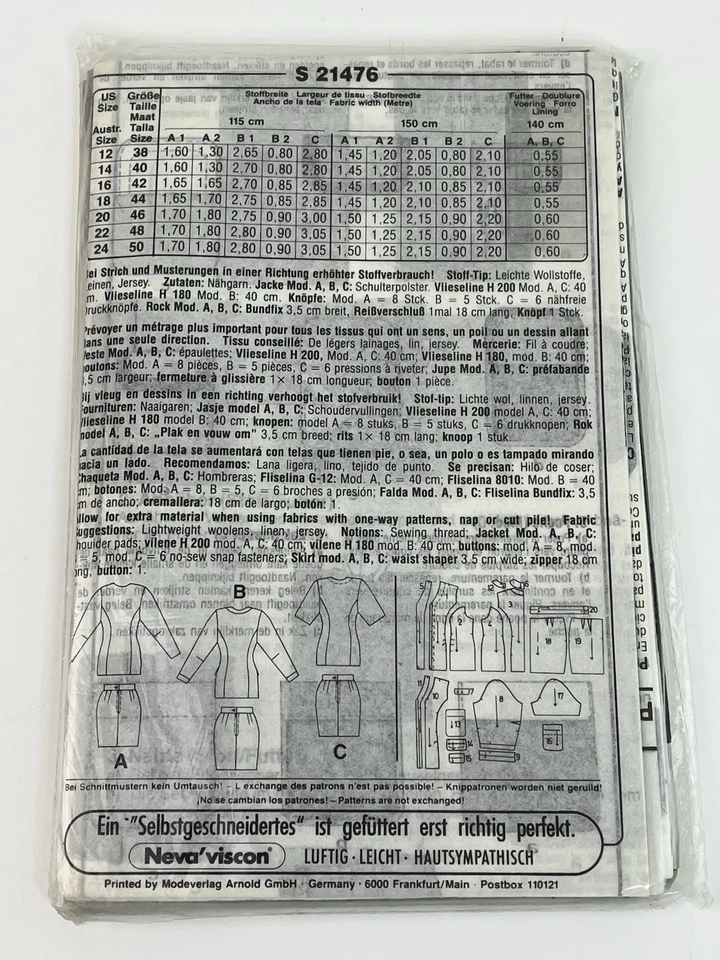 S 21476
US Größe Stoffbreite · Largeur de tissu · Stofbreedte Futter · Doublure
Size Taille Ancho de la tela · Fabric width (Metre) Voering · Forro
Maat 115 cm 150 cm Lining
Austr. Talla 140 cm
Size Size A 1 A 2 B 1 B 2 C A 1 A 2 B 1 B 2 C A, B, C
12 38 1,60 1,30 2,65 0,80 2,80 1,45 1,20 2,05 0,80 2,10 0,55
14 40 1,60 1,30 2,70 0,80 2,80 1,45 1,20 2,05 0,80 2,10 0,55
16 42 1,65 1,65 2,70 0,85 2,85 1,45 1,20 2,10 0,85 2,10 0,55
18 44 1,65 1,70 2,75 0,85 2,85 1,45 1,20 2,10 0,85 2,10 0,55
20 46 1,70 1,80 2,75 0,90 3,00 1,50 1,25 2,15 0,90 2,20 0,60
22 48 1,70 1,80 2,80 0,90 3,05 1,50 1,25 2,15 0,90 2,20 0,60
24 50 1,70 1,80 2,80 0,90 3,05 1,50 1,25 2,15 0,90 2,20 0,60
ei Strich und Musterungen in einer Richtung erhöhter Stoffverbrauch! Stoff-Tip: Leichte Wollstoffe,
einen, Jersey. Zutaten: Nähgarn. Jacke Mod. A, B, C: Schulterpolster. Vlieseline H 200 Mod. A, C: 40
m. Vlieseline H 180 Mod. B: 40 cm. Knöpfe: Mod. A = 8 Stck. B = 5 Stck. C = 6 nähfreie
ruckknöpfe. Rock Mod. A, B, C: Bundfix 3,5 cm breit, Reißverschluß 1mal 18 cm lang, Knopf 1 Stck.
révoyer un métrage plus important pour tous les tissus qui ont un sens, un poil ou un dessin allant
ans une seule direction. Tissu conseillé: De légers lainages, lin, jersey. Mercerie: Fil à coudre;
este Mod. A, B, C: épaulettes; Vlieseline H 200, Mod. A, C: 40 cm; Vlieseline H 180, mod. B: 40 cm;
outons: Mod. A = 8 pièces, B = 5 pièces, C = 6 pressions à riveter; Jupe Mod. A, B, C: préfabande
,5 cm largeur; fermeture à glissière 1 x 18 cm longueur; bouton 1 pièce.
ij vleug en dessins in een richting verhoogt het stofverbruik! Stof-tip: Lichte wol, linnen, jersey.
ournituren: Naaigaren; Jasje model A, B, C: Schoudervullingen; Vlieseline H 200 model A, C: 40 cm;
lieseline H 180 model B: 40 cm; knopen: model A = 8 stuks, B = 5 stuks, C = 6 drukknopen; Rok
odel A, B, C: „Plak en vouw om" 3,5 cm breed; rits 1 x 18 cm lang; knoop 1 stuk.
a cantidad de la tela se aumentará con telas que tienen pie, o sea, un polo o es tampado mirando
acia un lado. Recomendamos: Lana ligera, lino, tejido de punto. Se precisan: Hilo de coser;
haqueta Mod. A, B, C: Hombreras; Fliselina G-12: Mod. A, C = 40 cm; Fliselina 8010: Mod. B = 40
m; botones: Mod. A = 8, B = 5, C = 6 broches a presión; Falda Mod. A, B, C: Fliselina Bundfix: 3,5
m de ancho; cremallera: 18 cm de largo; botón: 1.
llow for extra material when using fabrics with one-way patterns, nap or cut pile! Fabric
uggestions: Lightweight woolens, linen, jersey. Notions: Sewing thread; Jacket Mod. A, B, C:
houlder pads; vilene H 200 mod. A, C: 40 cm; vilene H 180 mod. B: 40 cm; buttons: mod. A = 8, mod.
= 5, mod. C = 6 no-sew snap fasteners; Skirt mod. A, B, C: waist shaper 3.5 cm wide; zipper 18 cm
ong, button: 1.
A
B
C
Bei Schnittmustern kein Umtausch! – L exchange des patrons n'est pas possible! – Knippatronen worden niet geruild!
¡No se cambian los patrones! – Patterns are not exchanged!
Ein "Selbstgeschneidertes" ist gefüttert erst richtig perfekt.
Neva'viscon LUFTIG · LEICHT · HAUTSYMPATHISCH
Printed by Modeverlag Arnold GmbH · Germany · 6000 Frankfurt/Main · Postbox 110121